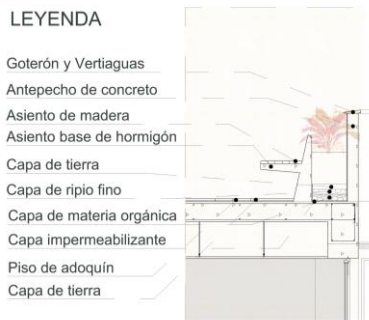 LEYENDA
Goterón y Vertiaguas
Antepecho de concreto
Asiento de madera
Asiento base de hormigón
Capa de tierra
Capa de ripio fino
Capa de materia orgánica
Capa impermeabilizante
Piso de adoquín
Capa de tierra